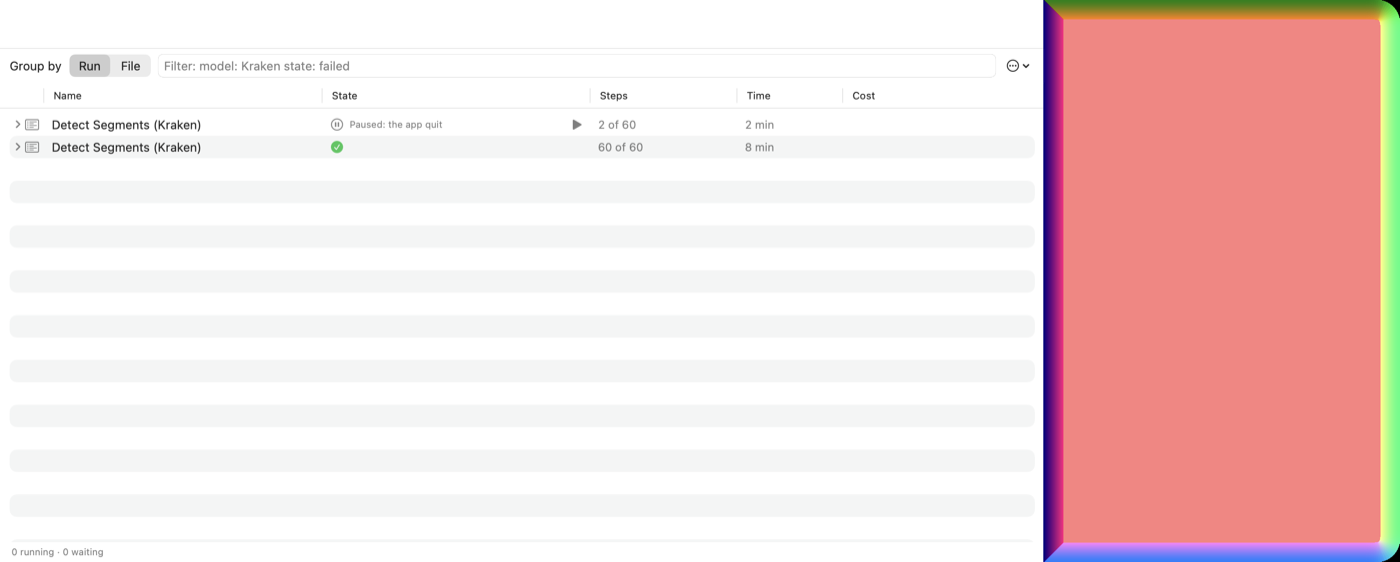 Group by Run File Filter: model: Kraken state: failed
Name State Steps Time Cost
Detect Segments (Kraken) Paused: the app quit 2 of 60 2 min
Detect Segments (Kraken) 60 of 60 8 min
0 running · 0 waiting